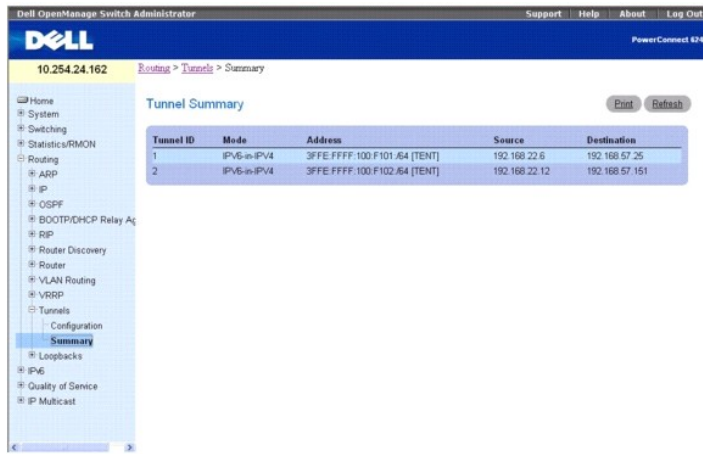 Dell OpenManage Switch Administrator
Support Help About Log Out
DELL
PowerConnect 624
10.254.24.162
Routing > Tunnels > Summary
Home
System
Switching
Statistics/RMON
Routing
ARP
IP
OSPF
BOOTP/DHCP Relay Ag
RIP
Router Discovery
Router
VLAN Routing
VRRP
Tunnels
Configuration
Summary
Loopbacks
IPv6
Quality of Service
IP Multicast
Tunnel Summary
Print Refresh
Tunnel ID Mode Address Source Destination
1 IPV6-in-IPV4 3FFE:FFFF:100:F101:/64 [TENT] 192.168.22.6 192.168.57.25
2 IPV6-in-IPV4 3FFE:FFFF:100:F102:/64 [TENT] 192.168.22.12 192.168.57.151